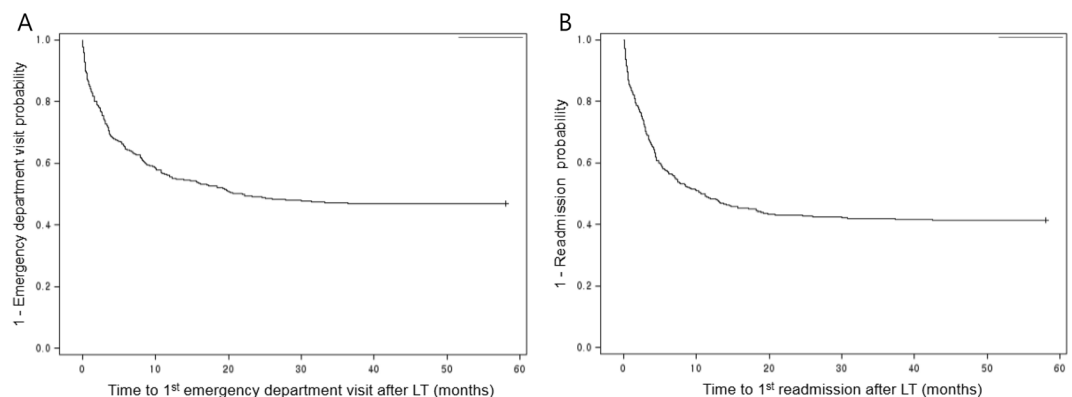 A
1 - Emergency department visit probability
1.0
0.8
0.6
0.4
0.2
0.0
0 10 20 30 40 50 60
Time to 1st emergency department visit after LT (months)
B
1 - Readmission probability
1.0
0.8
0.6
0.4
0.2
0.0
0 10 20 30 40 50 60
Time to 1st readmission after LT (months)